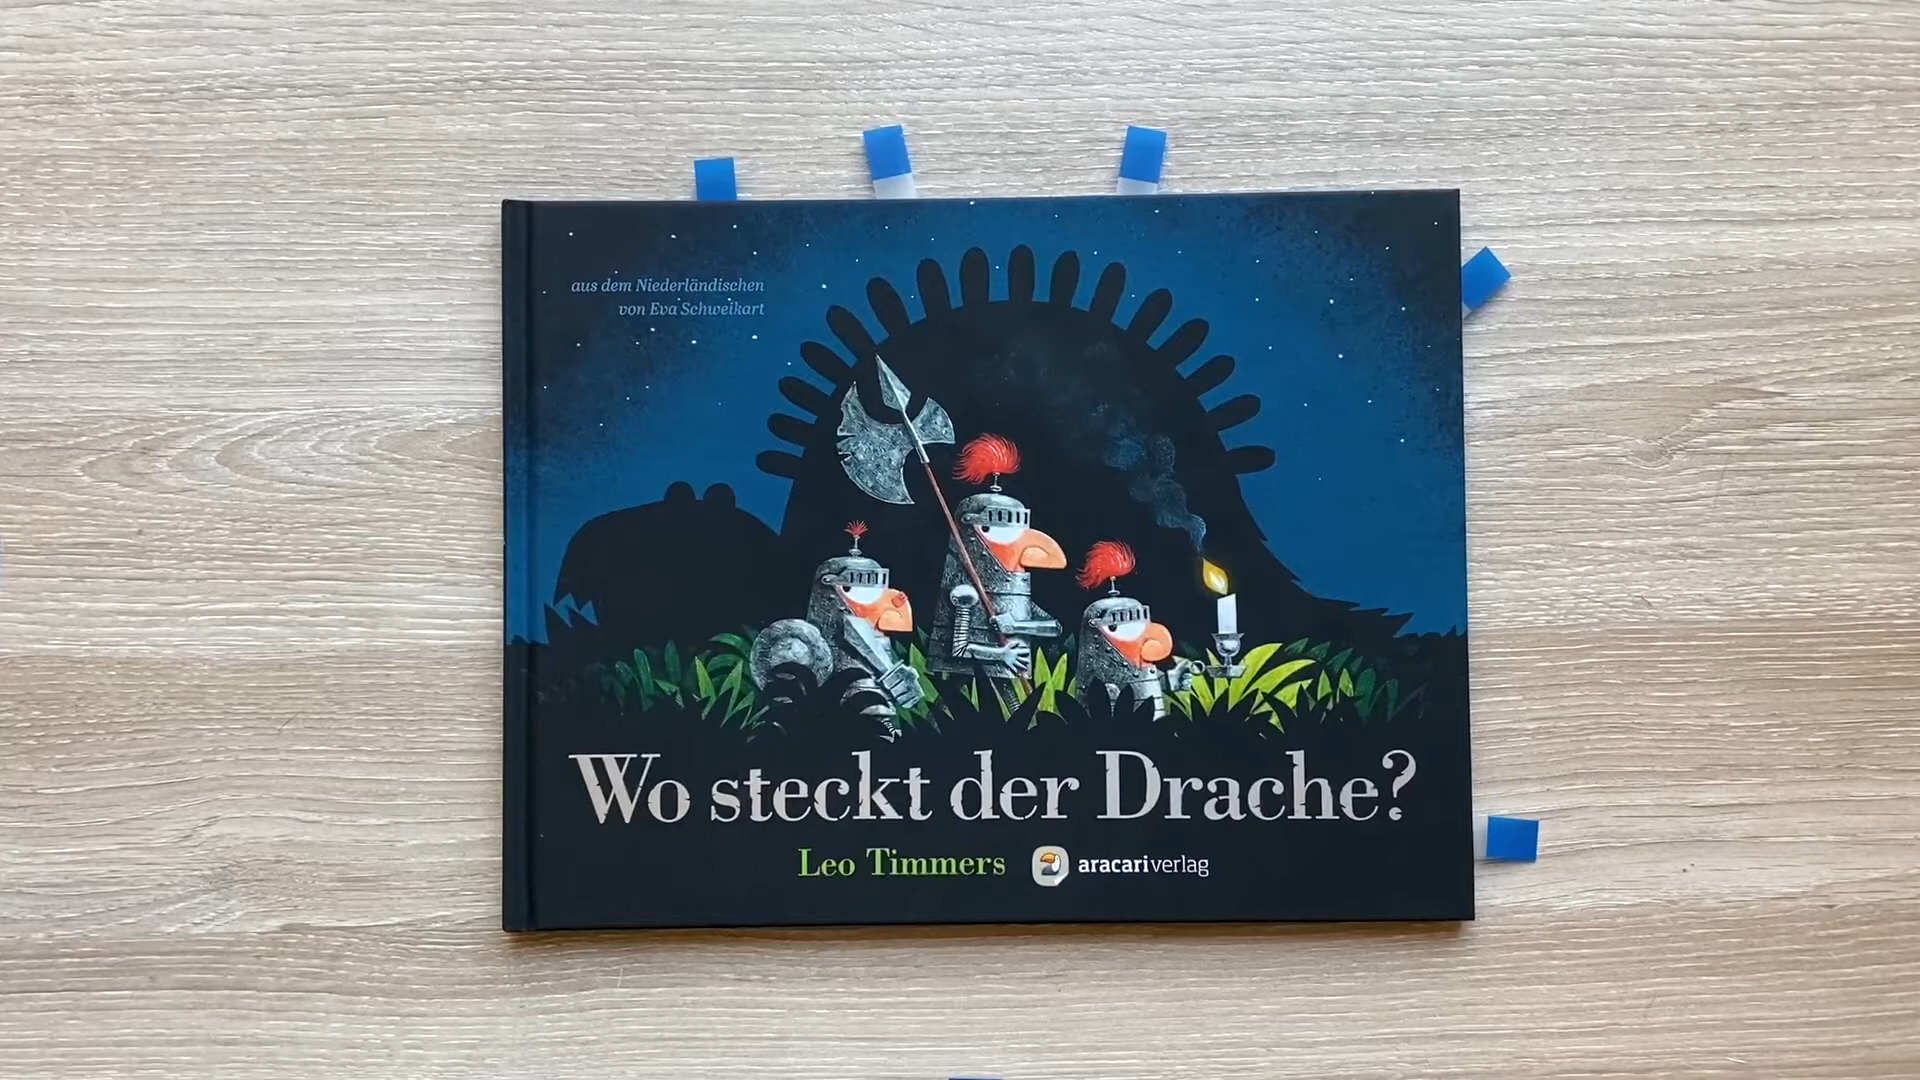 aus dem Niederländischen
von Eva Schweikart
Wo steckt der Drache?
Leo Timmers
aracariverlag